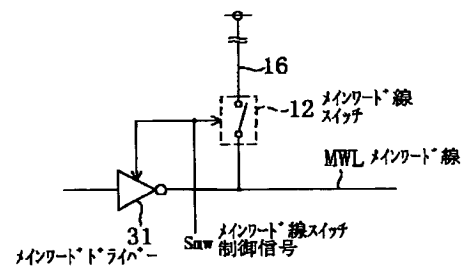 16
12 メインワード線
スイッチ
MWL メインワード線
31
メインワードドライバー
Smw メインワード線スイッチ
制御信号